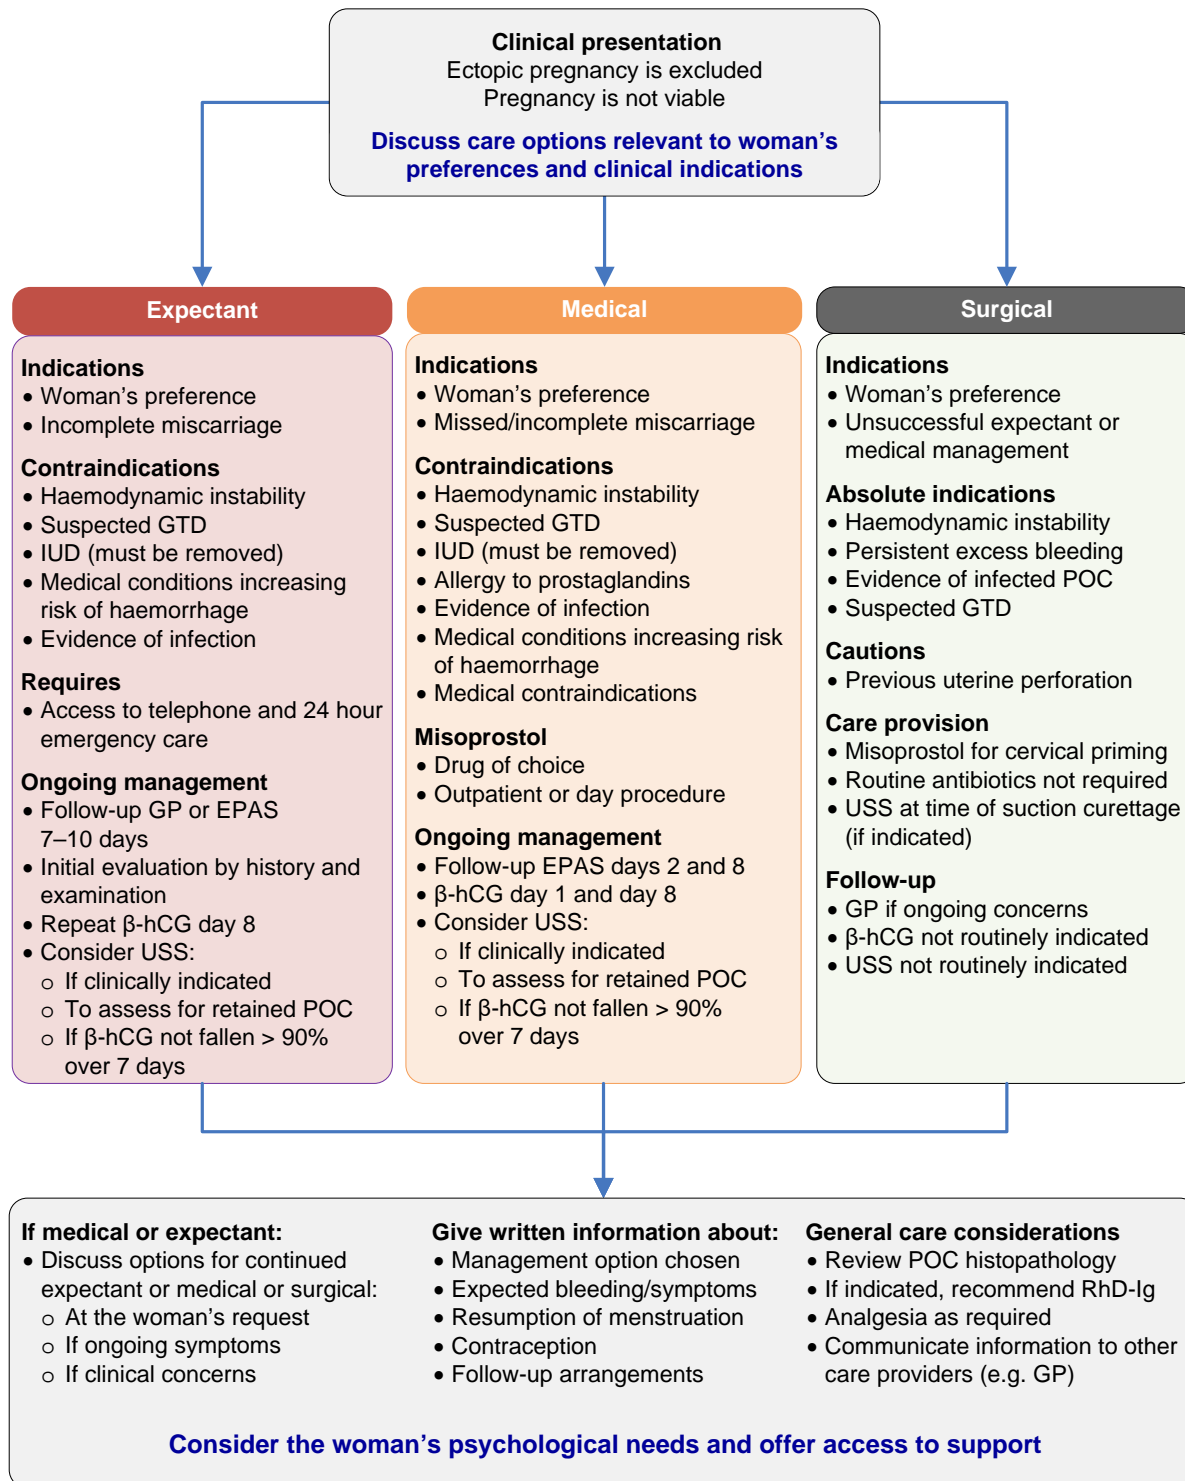 Clinical presentation
Ectopic pregnancy is excluded
Pregnancy is not viable
Discuss care options relevant to woman's
preferences and clinical indications
Expectant
Indications
• Woman's preference
• Incomplete miscarriage
Contraindications
• Haemodynamic instability
• Suspected GTD
• IUD (must be removed)
• Medical conditions increasing
risk of haemorrhage
• Evidence of infection
Requires
• Access to telephone and 24 hour
emergency care
Ongoing management
• Follow-up GP or EPAS
7–10 days
• Initial evaluation by history and
examination
• Repeat β-hCG day 8
• Consider USS:
o If clinically indicated
o To assess for retained POC
o If β-hCG not fallen > 90%
over 7 days
Medical
Indications
• Woman's preference
• Missed/incomplete miscarriage
Contraindications
• Haemodynamic instability
• Suspected GTD
• IUD (must be removed)
• Allergy to prostaglandins
• Evidence of infection
• Medical conditions increasing risk
of haemorrhage
• Medical contraindications
Misoprostol
• Drug of choice
• Outpatient or day procedure
Ongoing management
• Follow-up EPAS days 2 and 8
• β-hCG day 1 and day 8
• Consider USS:
o If clinically indicated
o To assess for retained POC
o If β-hCG not fallen > 90%
over 7 days
Surgical
Indications
• Woman's preference
• Unsuccessful expectant or
medical management
Absolute indications
• Haemodynamic instability
• Persistent excess bleeding
• Evidence of infected POC
• Suspected GTD
Cautions
• Previous uterine perforation
Care provision
• Misoprostol for cervical priming
• Routine antibiotics not required
• USS at time of suction curettage
(if indicated)
Follow-up
• GP if ongoing concerns
• β-hCG not routinely indicated
• USS not routinely indicated
If medical or expectant:
• Discuss options for continued
expectant or medical or surgical:
o At the woman's request
o If ongoing symptoms
o If clinical concerns
Give written information about:
• Management option chosen
• Expected bleeding/symptoms
• Resumption of menstruation
• Contraception
• Follow-up arrangements
General care considerations
• Review POC histopathology
• If indicated, recommend RhD-Ig
• Analgesia as required
• Communicate information to other
care providers (e.g. GP)
Consider the woman's psychological needs and offer access to support